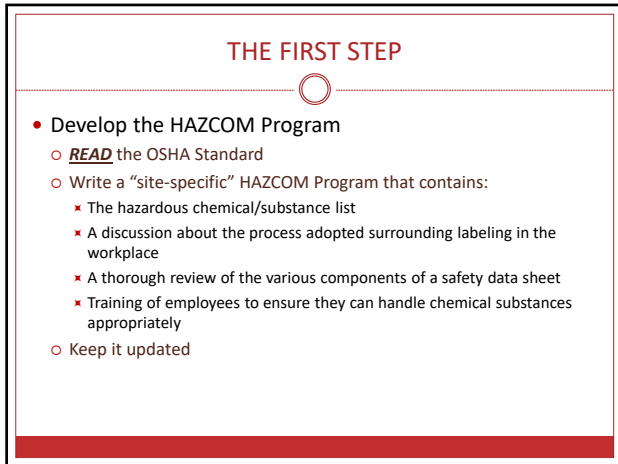 THE FIRST STEP
• Develop the HAZCOM Program
READ the OSHA Standard
Write a “site-specific” HAZCOM Program that contains:
The hazardous chemical/substance list
A discussion about the process adopted surrounding labeling in the
workplace
A thorough review of the various components of a safety data sheet
Training of employees to ensure they can handle chemical substances
appropriately
Keep it updated